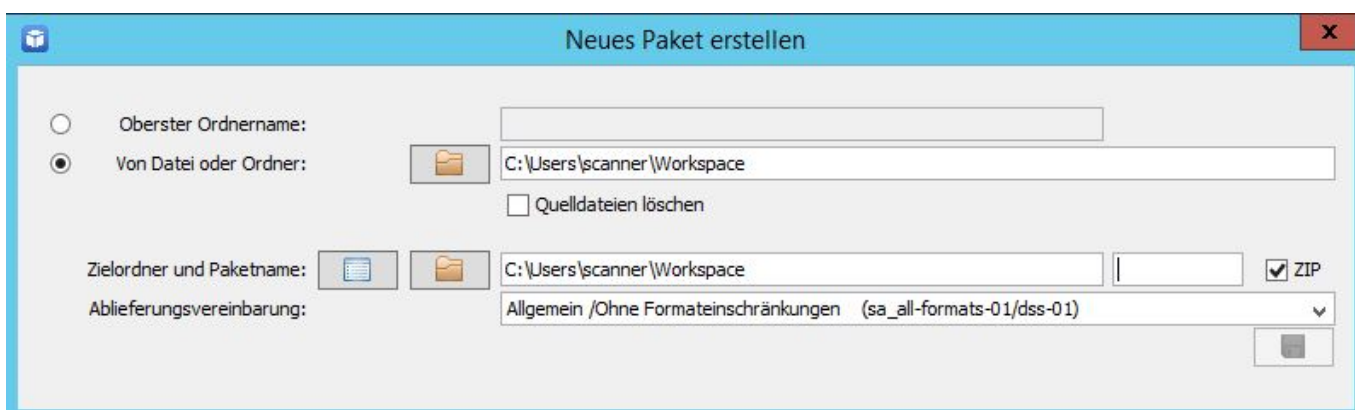 Neues Paket erstellen
x
Oberster Ordnername:
Von Datei oder Ordner: C:\Users\scanner\Workspace
Quelldateien löschen
Zielordner und Paketname: C:\Users\scanner\Workspace ZIP
Ablieferungsvereinbarung: Allgemein /Ohne Formateinschränkungen (sa_all-formats-01/dss-01)